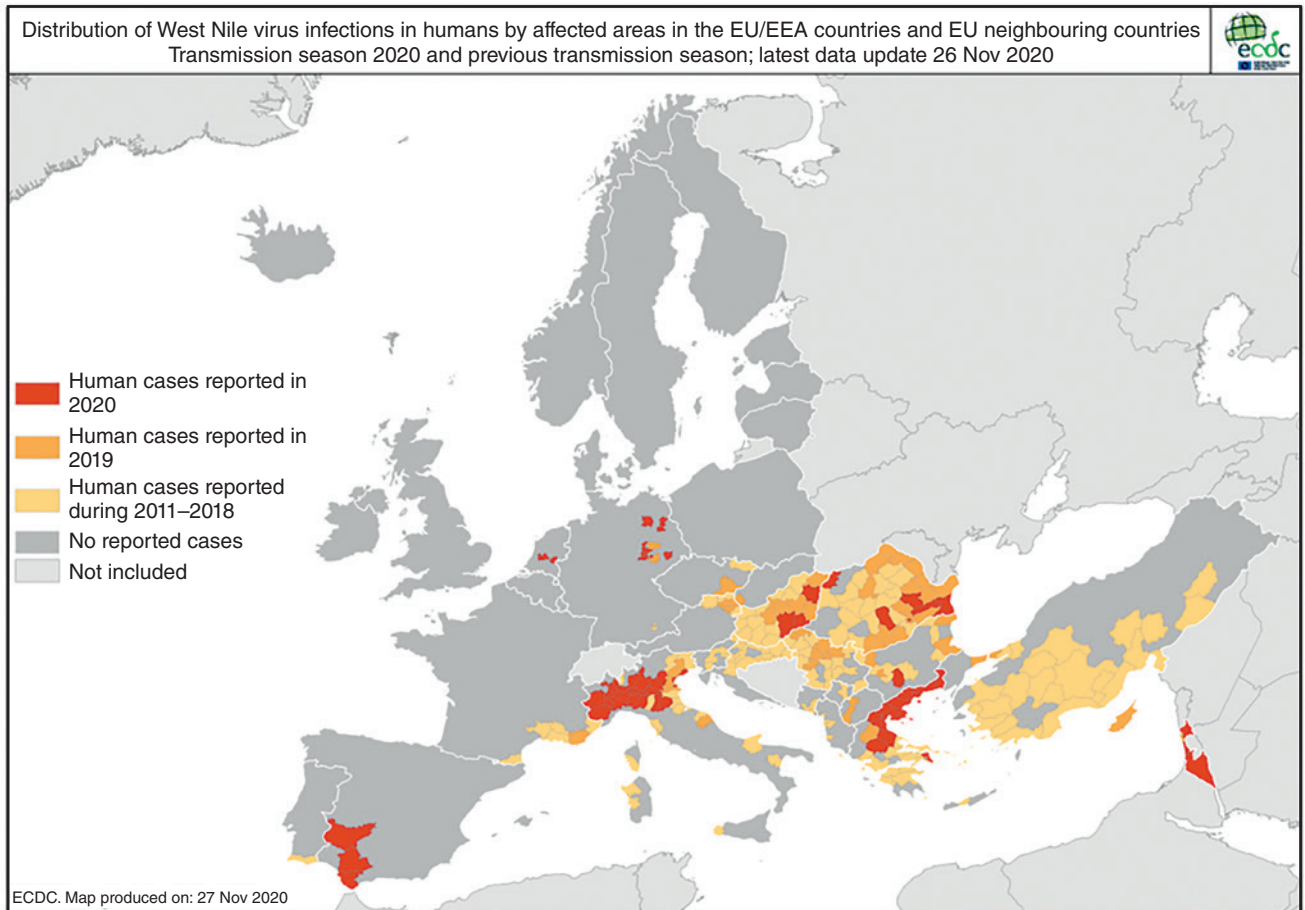 Distribution of West Nile virus infections in humans by affected areas in the EU/EEA countries and EU neighbouring countries
Transmission season 2020 and previous transmission season; latest data update 26 Nov 2020
ecdc
Human cases reported in
2020
Human cases reported in
2019
Human cases reported
during 2011–2018
No reported cases
Not included
ECDC. Map produced on: 27 Nov 2020